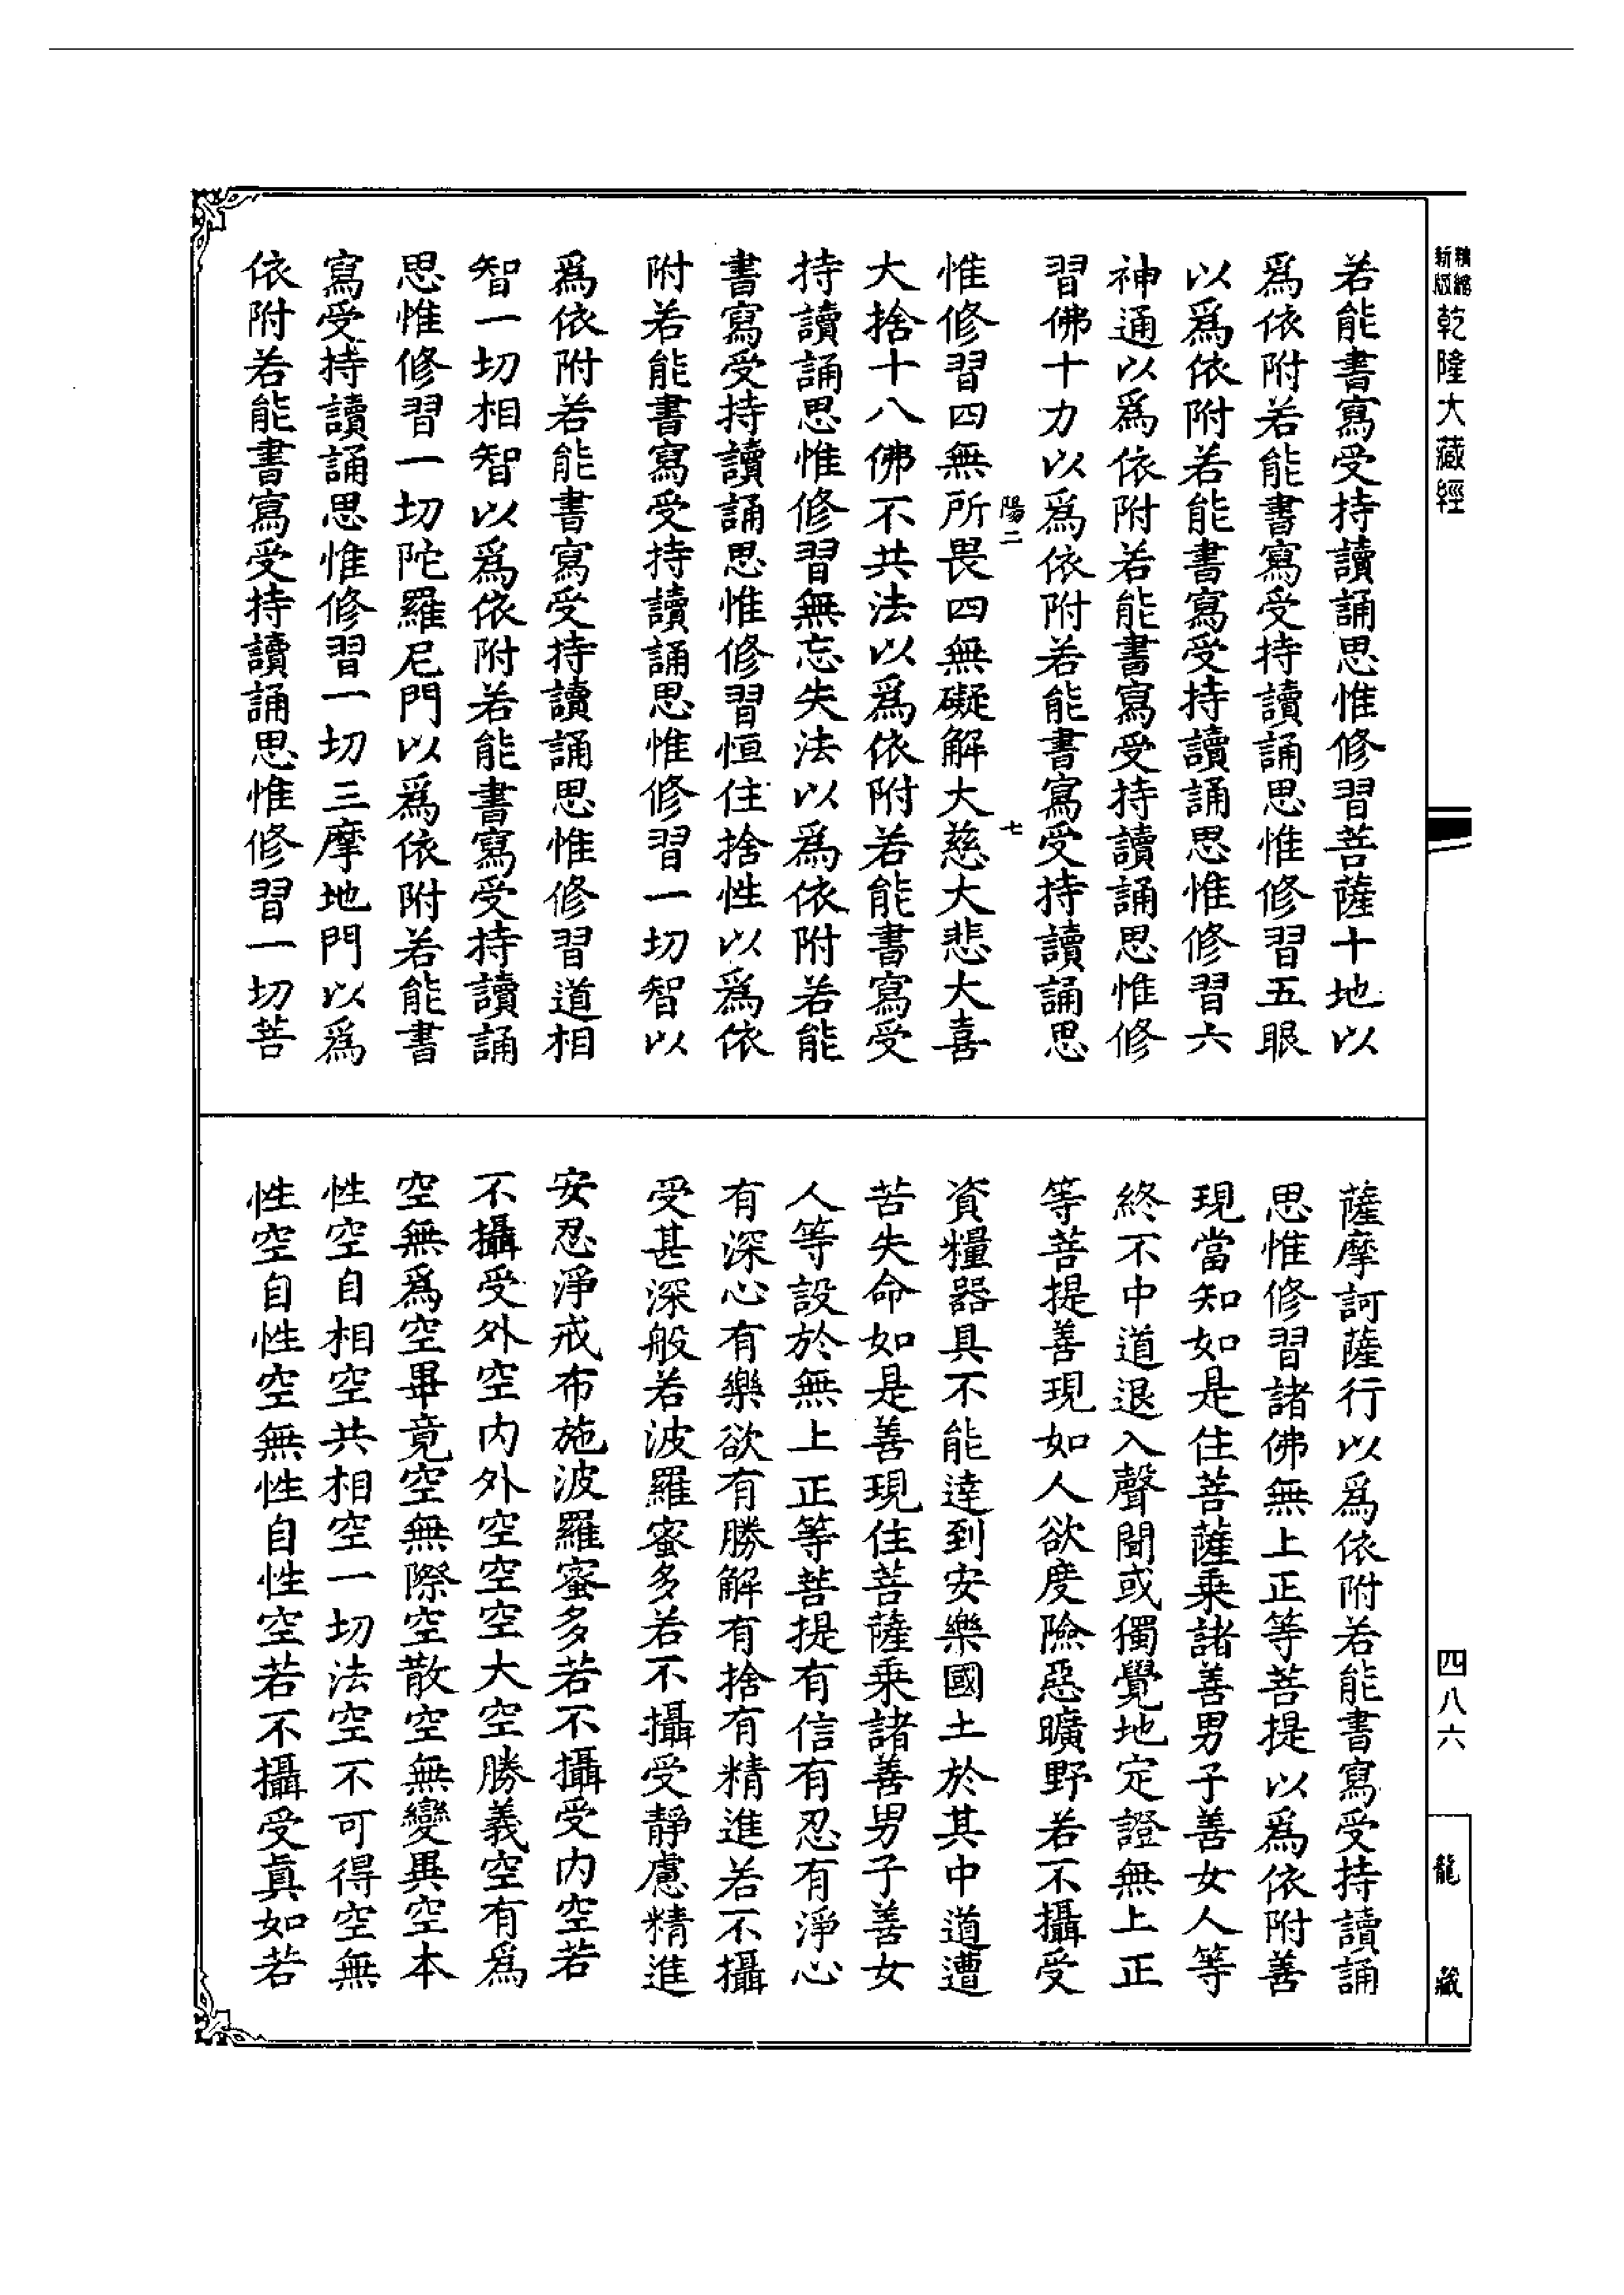 精縮新版乾隆大藏經
若能書寫受持讀誦思惟修習菩薩十地以
爲依附若能書寫受持讀誦思惟修習五眼
以爲依附若能書寫受持讀誦思惟修習六
神通以爲依附若能書寫受持讀誦思惟修
習佛十力以爲依附若能書寫受持讀誦思
陽二 七
惟修習四無所畏四無礙解大慈大悲大喜
大捨十八佛不共法以爲依附若能書寫受
持讀誦思惟修習無忘失法以爲依附若能
書寫受持讀誦思惟修習恒住捨性以爲依
附若能書寫受持讀誦思惟修習一切智以
爲依附若能書寫受持讀誦思惟修習道相
智一切相智以爲依附若能書寫受持讀誦
思惟修習一切陀羅尼門以爲依附若能書
寫受持讀誦思惟修習一切三摩地門以爲
依附若能書寫受持讀誦思惟修習一切菩
薩摩訶薩行以爲依附若能書寫受持讀誦
思惟修習諸佛無上正等菩提以爲依附善
現當知如是住菩薩乘諸善男子善女人等
終不中道退入聲聞或獨覺地定證無上正
等菩提善現如人欲度險惡曠野若不攝受
資糧器具不能達到安樂國土於其中道遭
苦失命如是善現住菩薩乘諸善男子善女
人等設於無上正等菩提有信有忍有淨心
有深心有樂欲有勝解有捨有精進若不攝
受甚深般若波羅蜜多若不攝受靜慮精進
安忍淨戒布施波羅蜜多若不攝受內空若
不攝受外空內外空空空大空勝義空有爲
空無爲空畢竟空無際空散空無變異空本
性空自相空共相空一切法空不可得空無
性空自性空無性自性空若不攝受真如若
四八六
龍藏